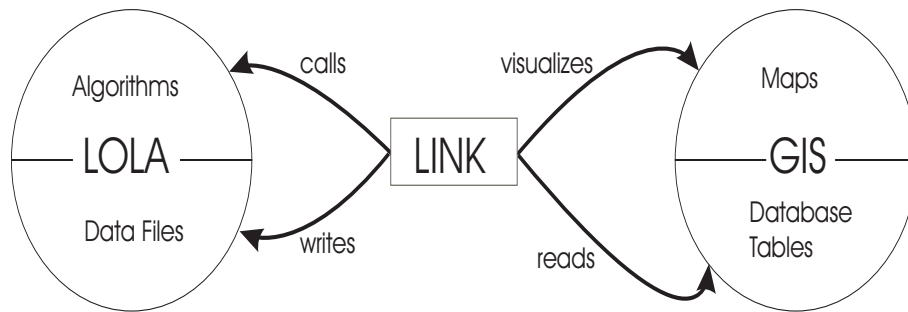 calls
visualizes
Algorithms
Maps
LOLA
LINK
GIS
Data Files
Database
Tables
writes
reads